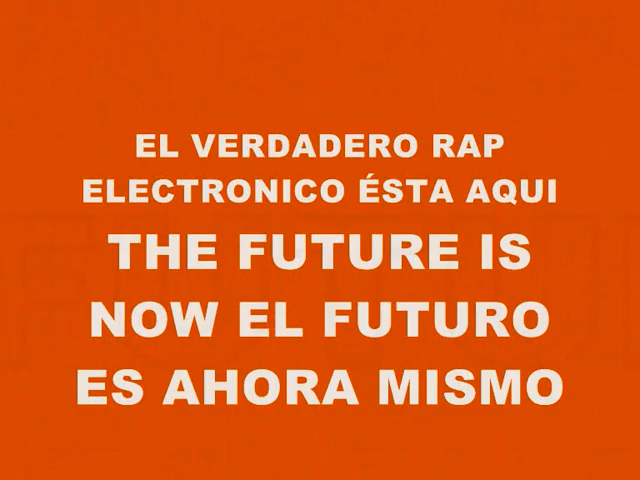 EL VERDADERO RAP
ELECTRONICO ÉSTA AQUI
THE FUTURE IS
NOW EL FUTURO
ES AHORA MISMO